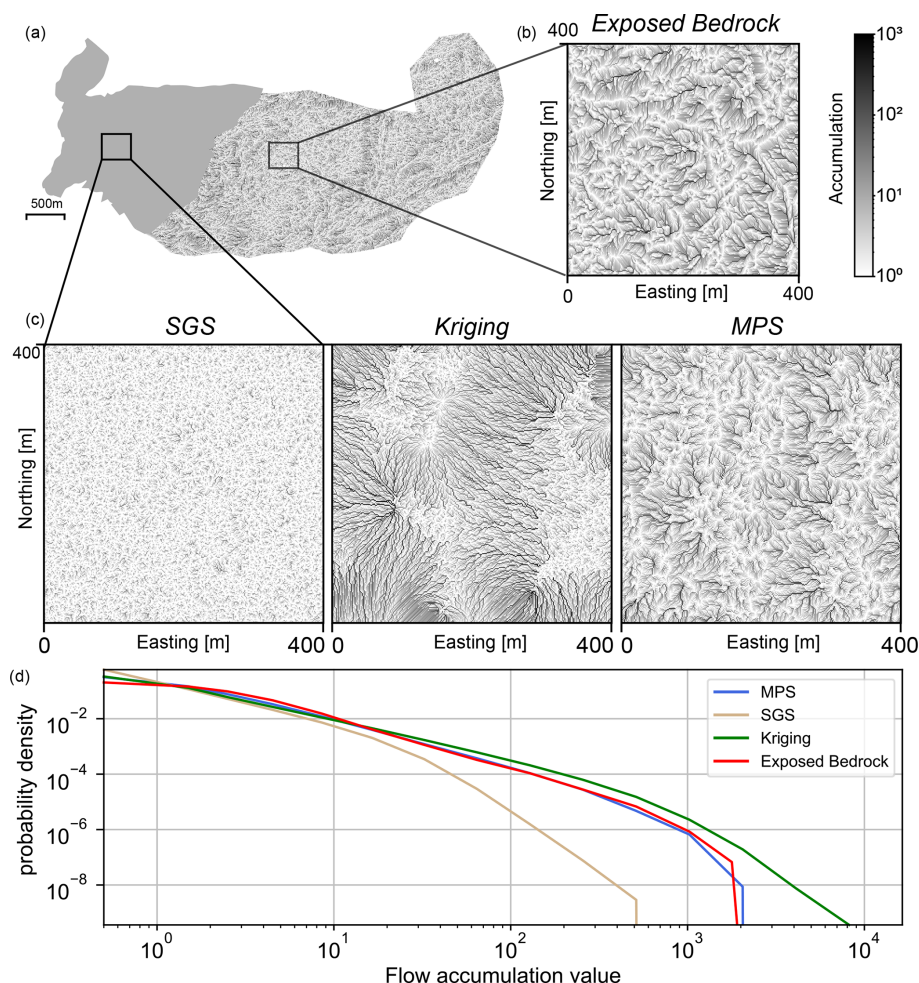 (a)
(b)
400
Exposed Bedrock
Northing [m]
0
Easting [m]
400
Accumulation
10³
10²
10¹
10⁰
500m
(c)
SGS
Kriging
MPS
400
Northing [m]
0
Easting [m]
400
0
Easting [m]
400
0
Easting [m]
400
(d)
probability density
10⁻²
10⁻⁴
10⁻⁶
10⁻⁸
MPS
SGS
Kriging
Exposed Bedrock
10⁰
10¹
10²
10³
10⁴
Flow accumulation value